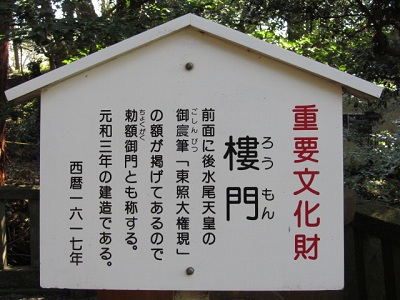 重要文化財
ろうもん
樓門
前面に後水尾天皇の
ごしんぴつ
御宸筆「東照大権現」
の額が掲げてあるので
ちょくがく
勅額御門とも称する。
元和三年の建造である。
西暦一六一七年